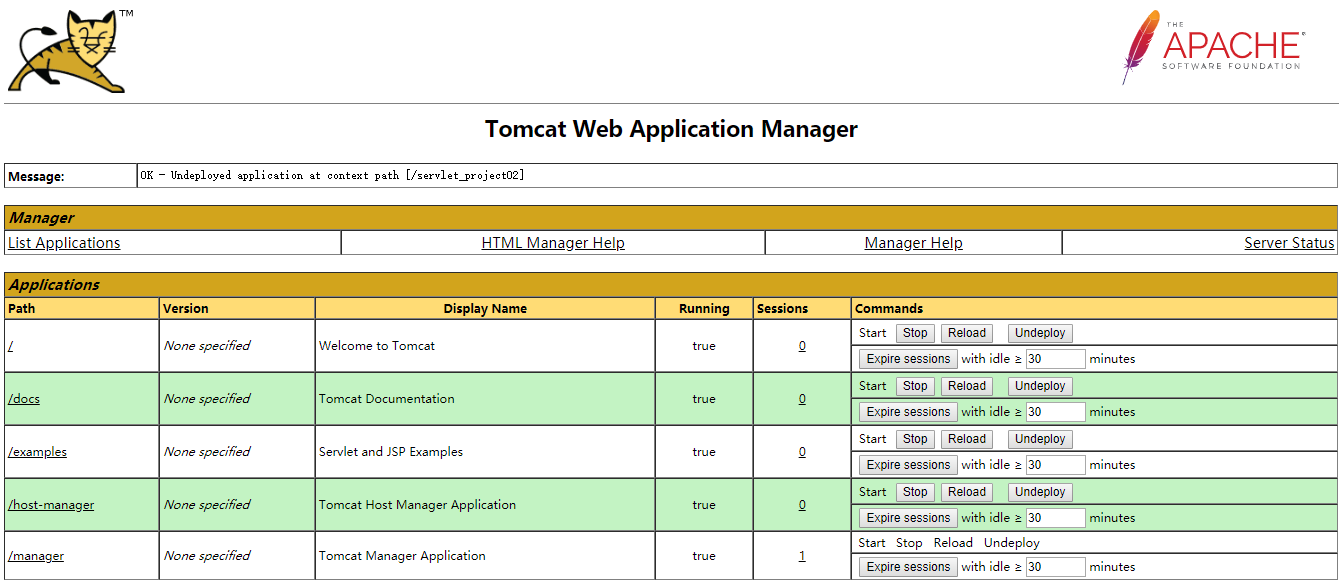 TM
THE
APACHE
SOFTWARE FOUNDATION
Tomcat Web Application Manager
Message: OK - Undeployed application at context path [/servlet_project02]
Manager
List Applications HTML Manager Help Manager Help Server Status
Applications
Path Version Display Name Running Sessions Commands
/ None specified Welcome to Tomcat true 0 Start Stop Reload Undeploy
Expire sessions with idle ≥ 30 minutes
/docs None specified Tomcat Documentation true 0 Start Stop Reload Undeploy
Expire sessions with idle ≥ 30 minutes
/examples None specified Servlet and JSP Examples true 0 Start Stop Reload Undeploy
Expire sessions with idle ≥ 30 minutes
/host-manager None specified Tomcat Host Manager Application true 0 Start Stop Reload Undeploy
Expire sessions with idle ≥ 30 minutes
/manager None specified Tomcat Manager Application true 1 Start Stop Reload Undeploy
Expire sessions with idle ≥ 30 minutes